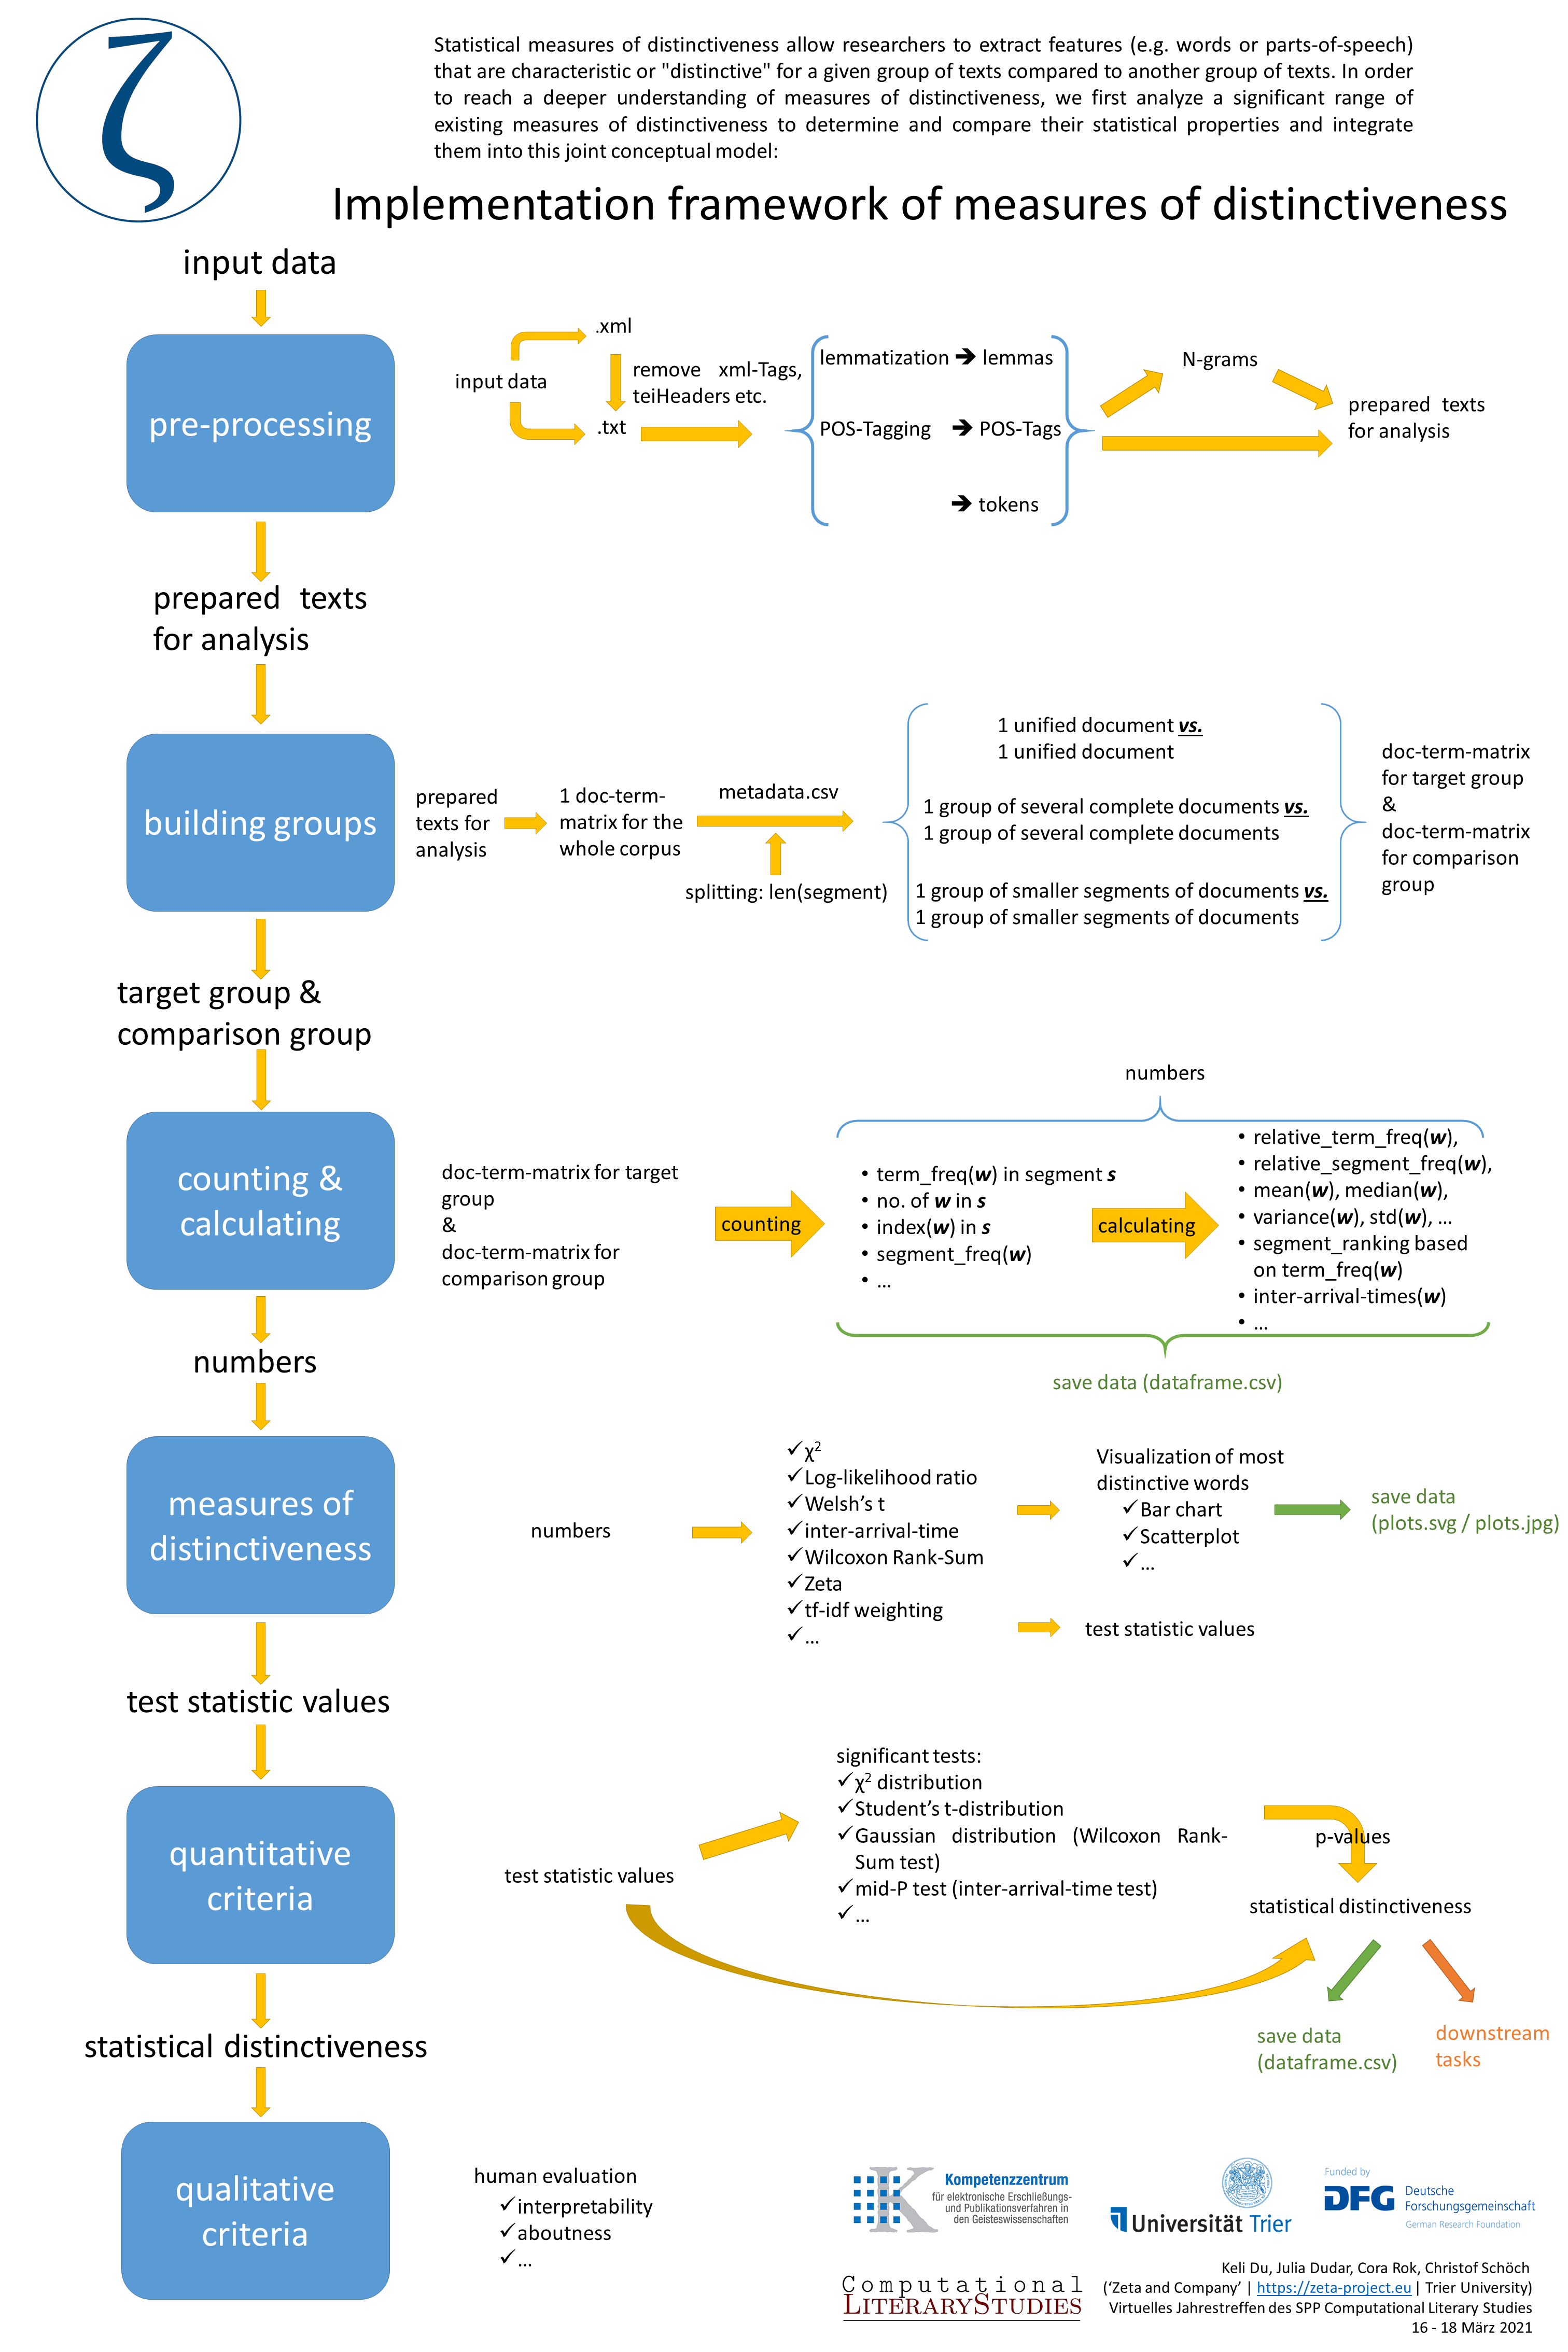 ζ
Statistical measures of distinctiveness allow researchers to extract features (e.g. words or parts-of-speech)
that are characteristic or "distinctive" for a given group of texts compared to another group of texts. In order
to reach a deeper understanding of measures of distinctiveness, we first analyze a significant range of
existing measures of distinctiveness to determine and compare their statistical properties and integrate
them into this joint conceptual model:
Implementation framework of measures of distinctiveness
input data
pre-processing
input data
.xml
remove xml-Tags,
teiHeaders etc.
.txt
lemmatization ➔ lemmas
POS-Tagging ➔ POS-Tags
➔ tokens
N-grams
prepared texts
for analysis
prepared texts
for analysis
building groups
prepared
texts for
analysis
1 doc-term-
matrix for the
whole corpus
metadata.csv
splitting: len(segment)
1 unified document vs.
1 unified document
1 group of several complete documents vs.
1 group of several complete documents
1 group of smaller segments of documents vs.
1 group of smaller segments of documents
doc-term-matrix
for target group
&
doc-term-matrix
for comparison
group
target group &
comparison group
counting &
calculating
doc-term-matrix for target
group
&
doc-term-matrix for
comparison group
counting
numbers
• term_freq(w) in segment s
• no. of w in s
• index(w) in s
• segment_freq(w)
• ...
calculating
• relative_term_freq(w),
• relative_segment_freq(w),
• mean(w), median(w),
• variance(w), std(w), ...
• segment_ranking based
on term_freq(w)
• inter-arrival-times(w)
• ...
save data (dataframe.csv)
numbers
measures of
distinctiveness
numbers
✓χ²
✓Log-likelihood ratio
✓Welsh's t
✓inter-arrival-time
✓Wilcoxon Rank-Sum
✓Zeta
✓tf-idf weighting
✓...
Visualization of most
distinctive words
✓Bar chart
✓Scatterplot
✓...
save data
(plots.svg / plots.jpg)
test statistic values
test statistic values
quantitative
criteria
test statistic values
significant tests:
✓χ² distribution
✓Student's t-distribution
✓Gaussian distribution (Wilcoxon Rank-
Sum test)
✓mid-P test (inter-arrival-time test)
✓...
p-values
statistical distinctiveness
save data
(dataframe.csv)
downstream
tasks
statistical distinctiveness
qualitative
criteria
human evaluation
✓interpretability
✓aboutness
✓...
K
Kompetenzzentrum
für elektronische Erschließungs-
und Publikationsverfahren in
den Geisteswissenschaften
Universität Trier
Funded by
DFG Deutsche
Forschungsgemeinschaft
German Research Foundation
Computational
LITERARYSTUDIES
Keli Du, Julia Dudar, Cora Rok, Christof Schöch
('Zeta and Company' | https://zeta-project.eu | Trier University)
Virtuelles Jahrestreffen des SPP Computational Literary Studies
16 - 18 März 2021